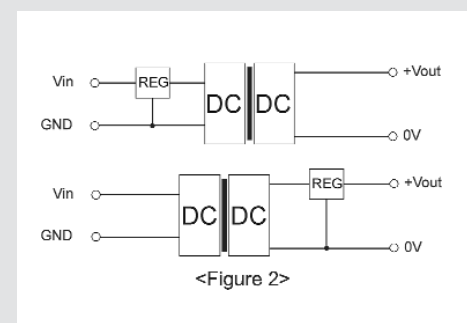 Vin REG DC DC +Vout
GND 0V
Vin DC DC REG +Vout
GND 0V
<Figure 2>